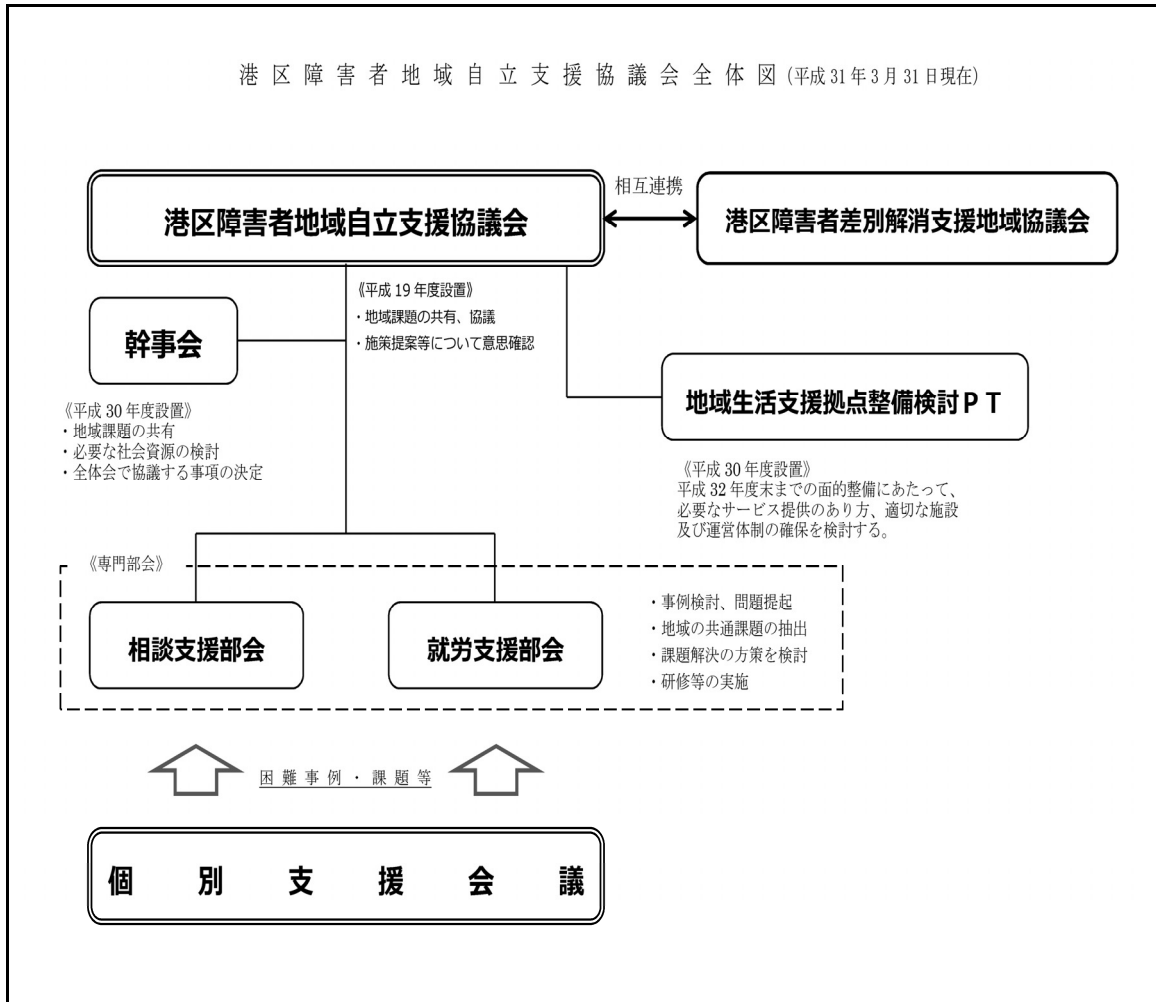 港区障害者地域自立支援協議会全体図(平成31年3月31日現在)
相互連携
港区障害者地域自立支援協議会
港区障害者差別解消支援地域協議会
《平成19年度設置》
・地域課題の共有、協議
・施策提案等について意思確認
幹事会
《平成30年度設置》
・地域課題の共有
・必要な社会資源の検討
・全体会で協議する事項の決定
地域生活支援拠点整備検討PT
《平成30年度設置》
平成32年度末までの面的整備にあたって、
必要なサービス提供のあり方、適切な施設
及び運営体制の確保を検討する。
《専門部会》
相談支援部会
就労支援部会
・事例検討、問題提起
・地域の共通課題の抽出
・課題解決の方策を検討
・研修等の実施
困難事例・課題等
個別支援会議